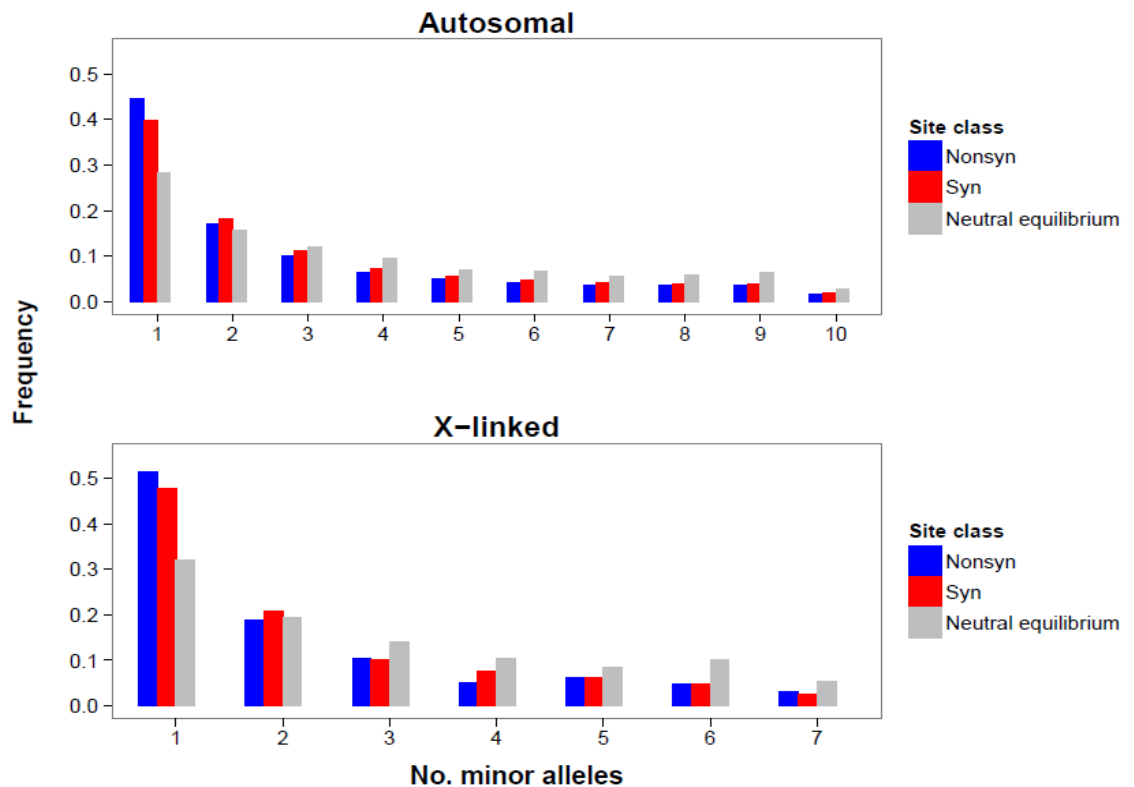 Autosomal
Frequency
0.5
0.4
0.3
0.2
0.1
0.0
1 2 3 4 5 6 7 8 9 10
Site class
Nonsyn
Syn
Neutral equilibrium
X−linked
0.5
0.4
0.3
0.2
0.1
0.0
1 2 3 4 5 6 7
Site class
Nonsyn
Syn
Neutral equilibrium
No. minor alleles